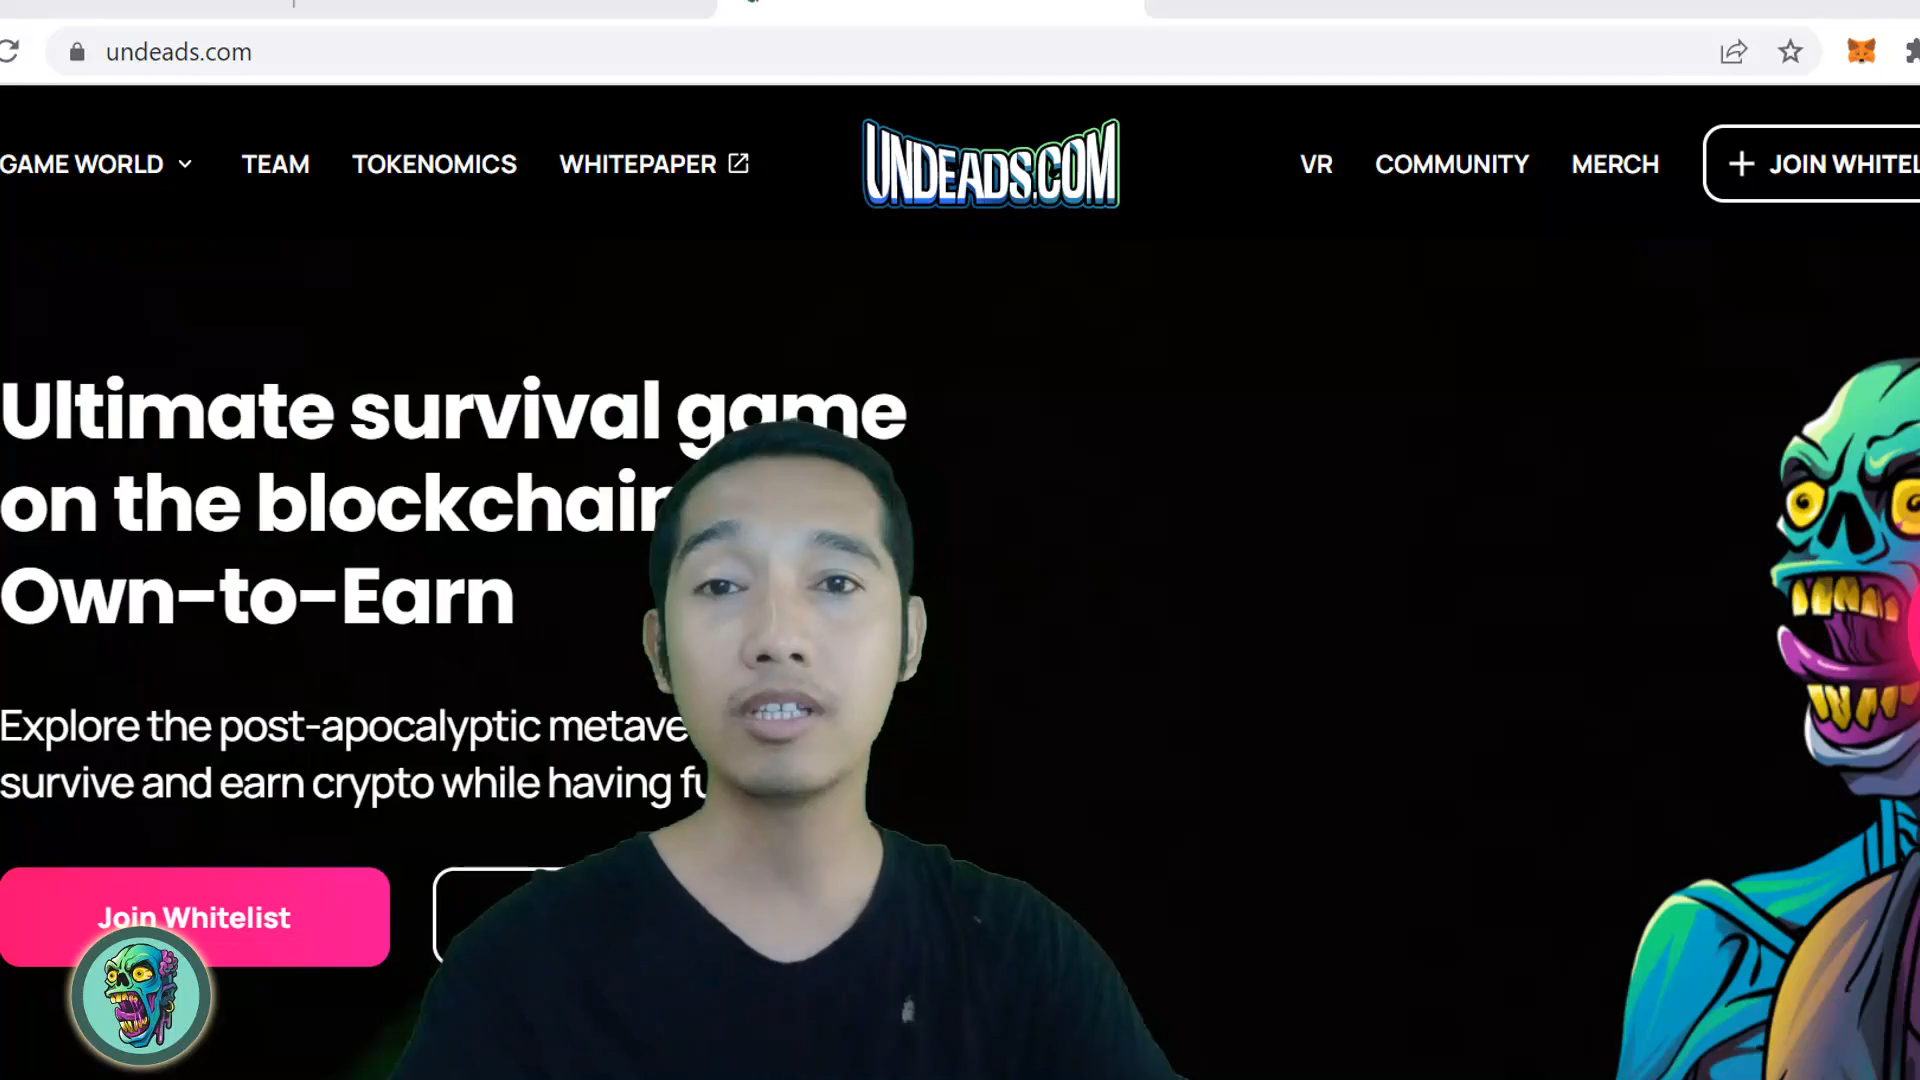 undeads.com
GAME WORLD TEAM TOKENOMICS WHITEPAPER UNDEADS.COM VR COMMUNITY MERCH JOIN WHITEL
Ultimate survival game
on the blockchain
Own-to-Earn
Explore the post-apocalyptic metave
survive and earn crypto while having fu
Join Whitelist